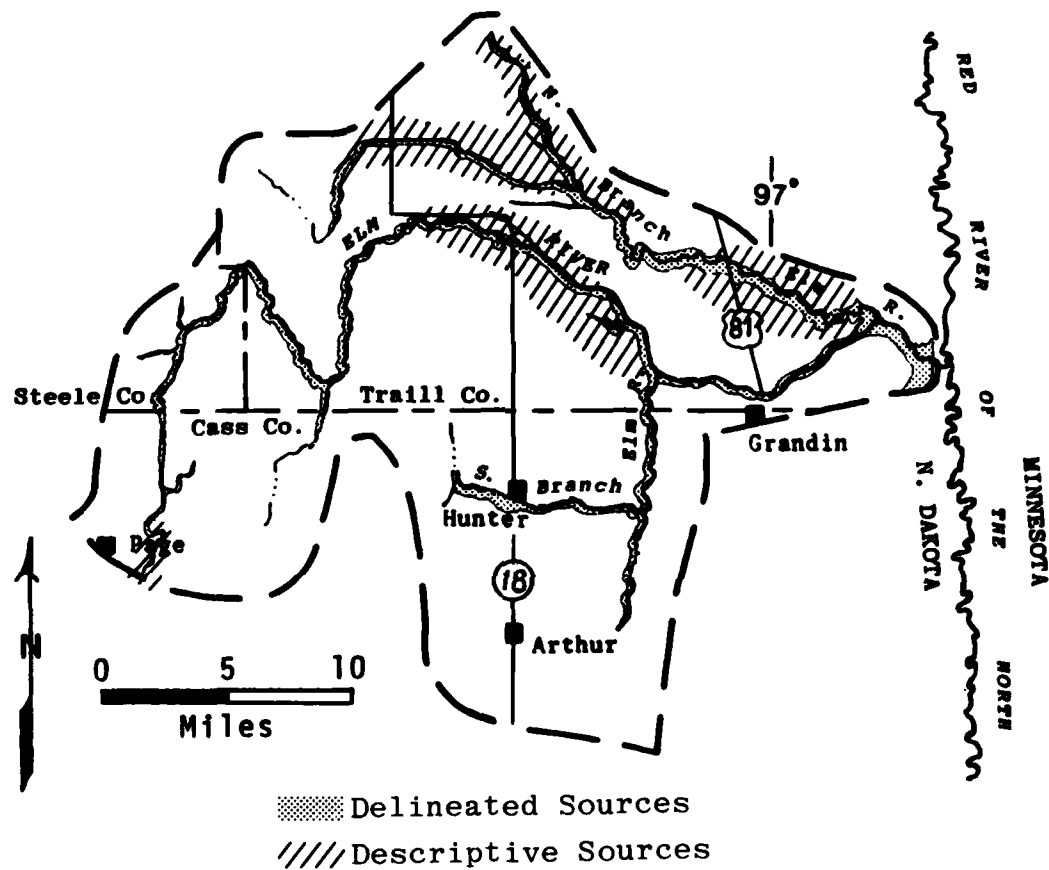 RED
RIVER
OF
THE
NORTH
MINNESOTA
N. DAKOTA
97°
N.
Branch
Elm
R.
ELM
RIVER
81
Steele Co
Traill Co.
Cass Co.
Grandin
Elm
R.
S.
Branch
Hunter
Page
18
Arthur
N
0 5 10
Miles
Delineated Sources
Descriptive Sources